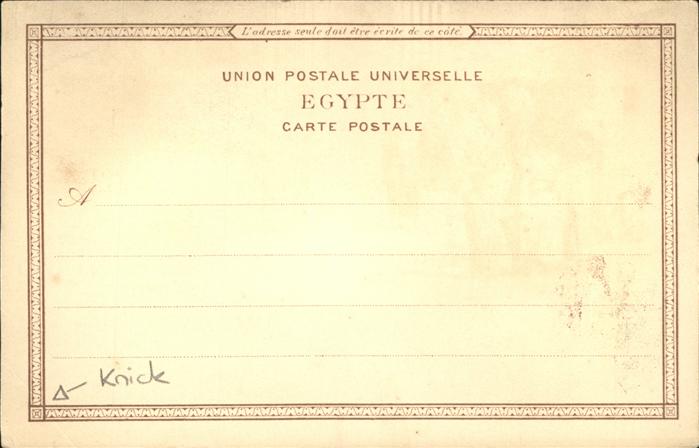 L'adresse seule doit être écrite de ce côté.
UNION POSTALE UNIVERSELLE
EGYPTE
CARTE POSTALE
A
Knick